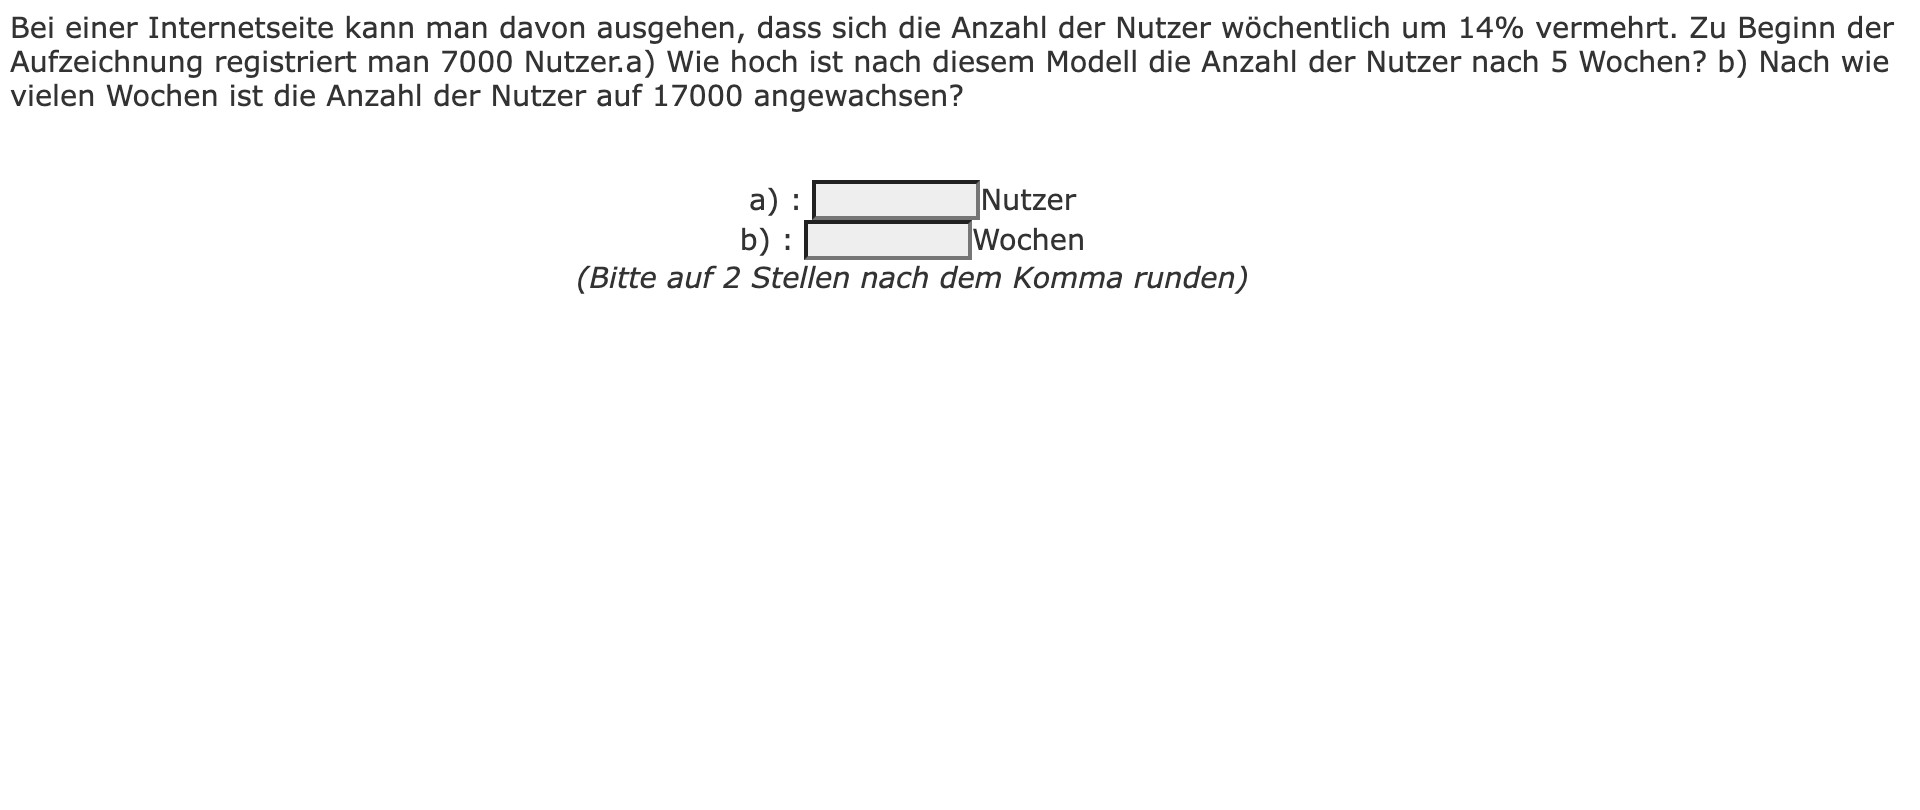 Bei einer Internetseite kann man davon ausgehen, dass sich die Anzahl der Nutzer wöchentlich um 14% vermehrt. Zu Beginn der
Aufzeichnung registriert man 7000 Nutzer.a) Wie hoch ist nach diesem Modell die Anzahl der Nutzer nach 5 Wochen? b) Nach wie
vielen Wochen ist die Anzahl der Nutzer auf 17000 angewachsen?
a) : Nutzer
b) : Wochen
(Bitte auf 2 Stellen nach dem Komma runden)